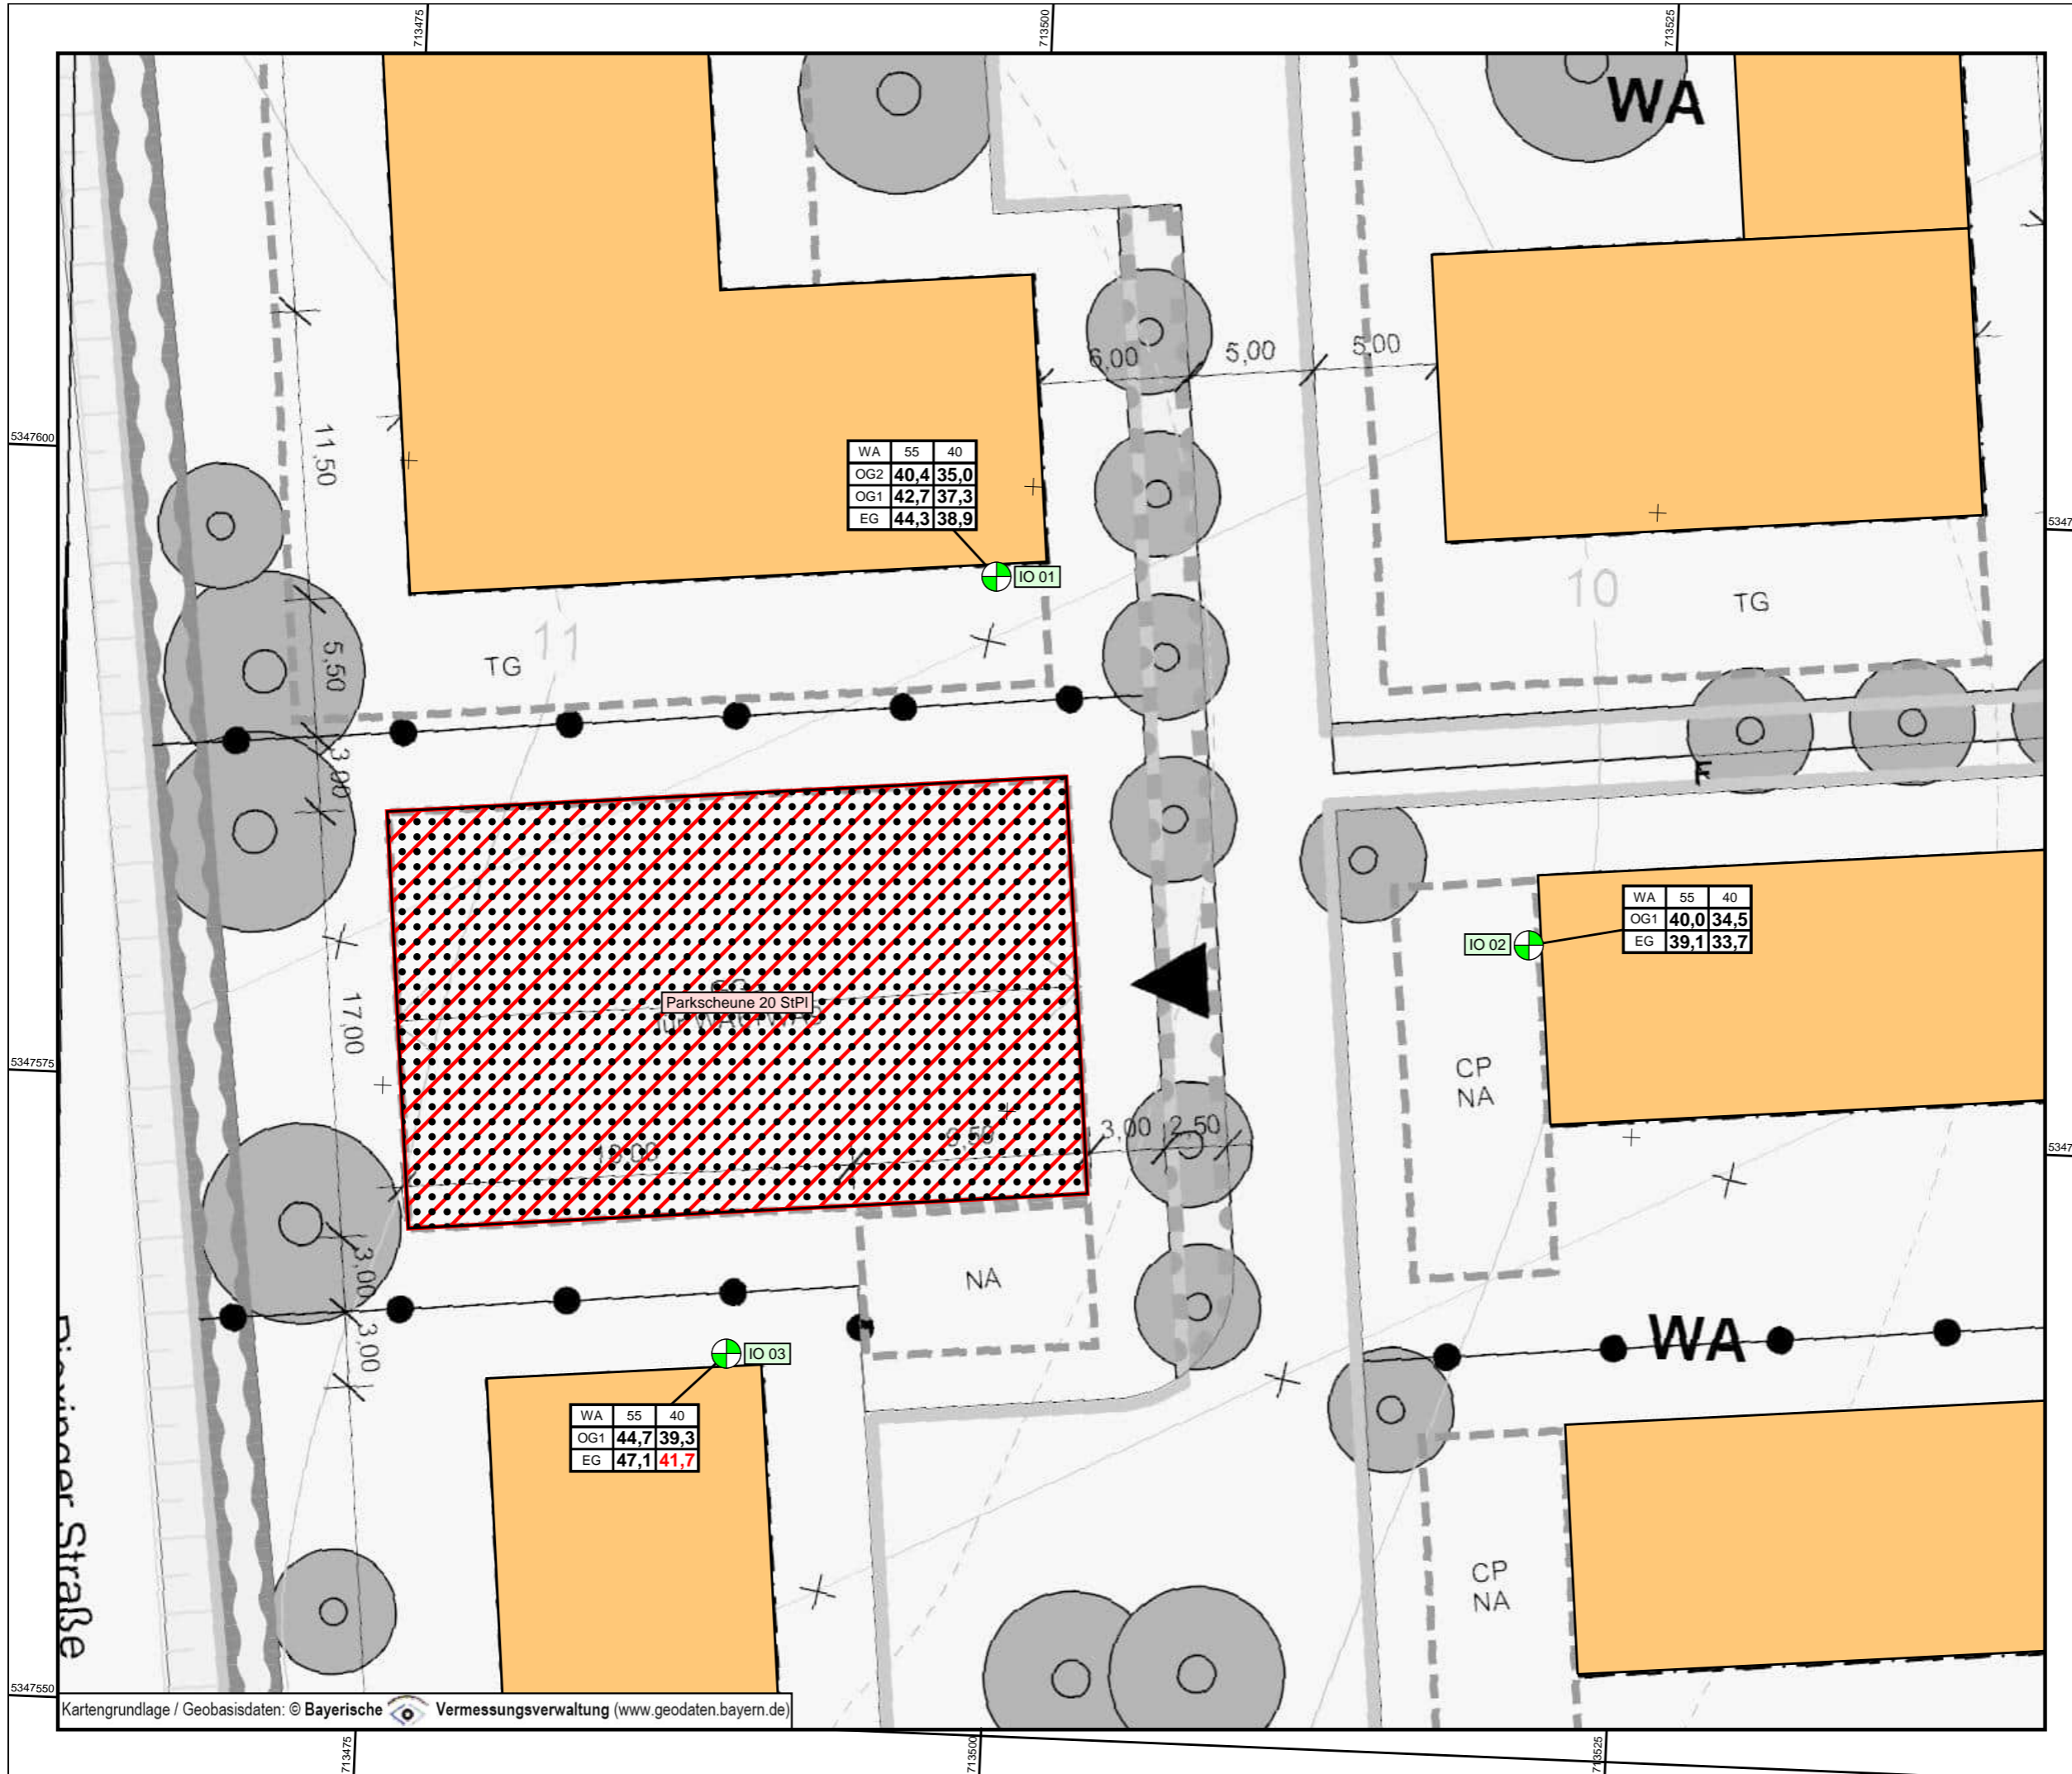 713475
713500
713525
WA
6,00
5,00
5,00
5347600
11,50
WA 55 40
OG2 40,4 35,0
OG1 42,7 37,3
EG 44,3 38,9
IO 01
10
TG
11
TG
5,50
3,00
F
WA 55 40
OG1 40,0 34,5
EG 39,1 33,7
IO 02
Parkscheune 20 StPl
17,00
5347575
CP
NA
3,00
2,50
9,50
NA
3,00
3,00
WA
IO 03
WA 55 40
OG1 44,7 39,3
EG 47,1 41,7
Straße
CP
NA
5347550
Kartengrundlage / Geobasisdaten: © Bayerische Vermessungsverwaltung (www.geodaten.bayern.de)
713475
713500
713525